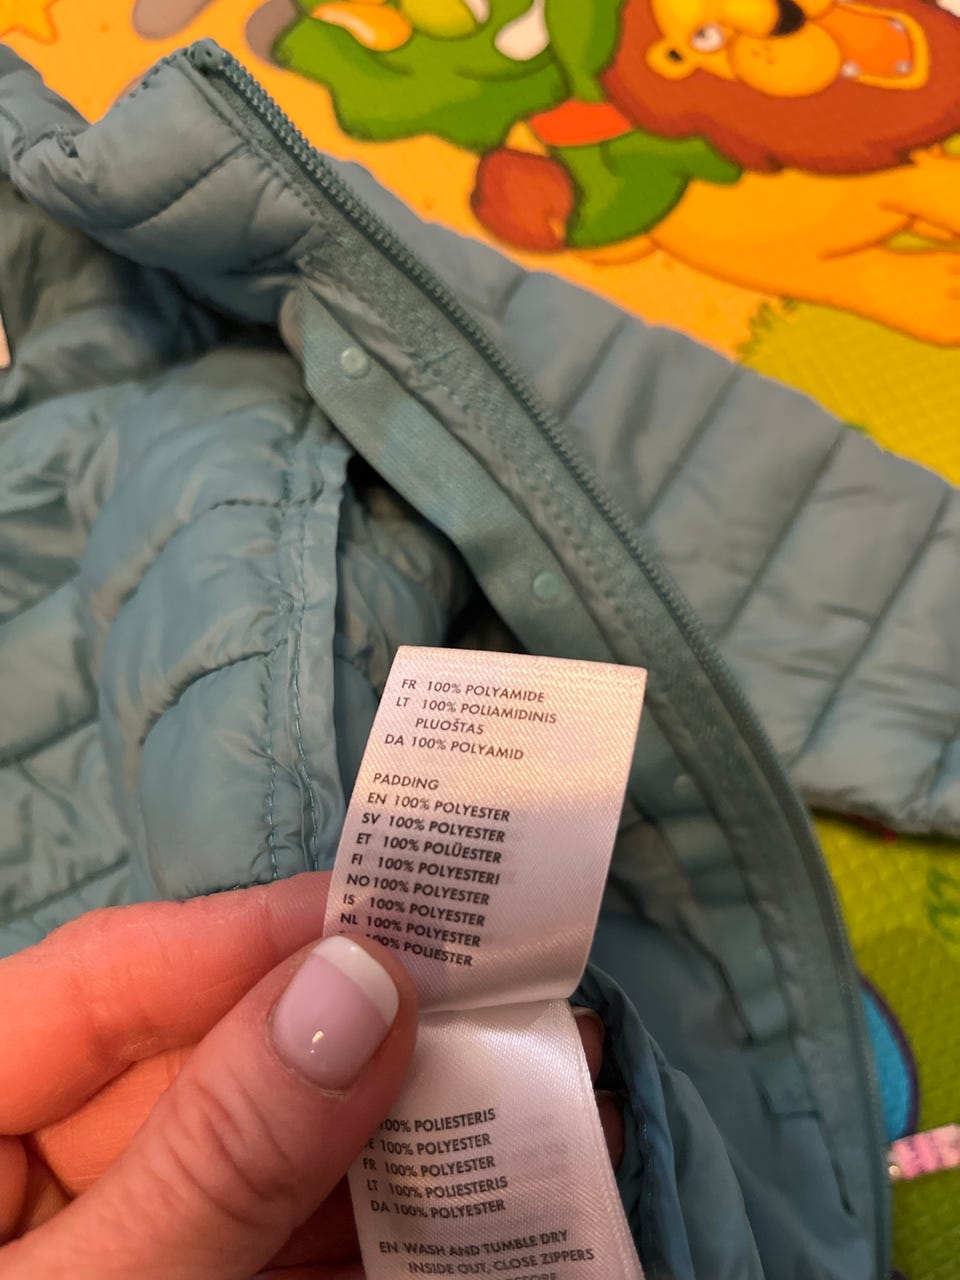 FR 100% POLYAMIDE
LT 100% POLIAMIDINIS
PLUOŠTAS
DA 100% POLYAMID
PADDING
EN 100% POLYESTER
SV 100% POLYESTER
ET 100% POLÜESTER
FI 100% POLYESTERI
NO 100% POLYESTER
IS 100% POLYESTER
NL 100% POLYESTER
100% POLIESTER
100% POLIESTERIS
100% POLYESTER
FR 100% POLYESTER
LT 100% POLIESTERIS
DA 100% POLYESTER
EN WASH AND TUMBLE DRY
INSIDE OUT, CLOSE ZIPPERS